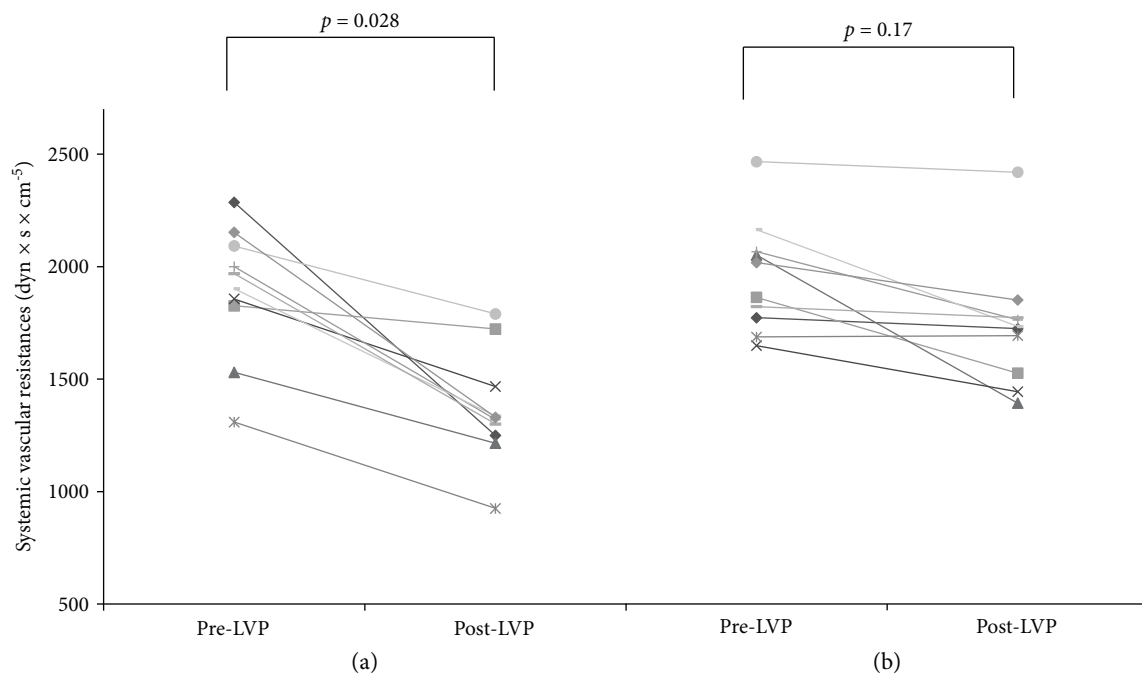 p = 0.028
p = 0.17
Systemic vascular resistances (dyn × s × cm-5)
2500
2000
1500
1000
500
Pre-LVP Post-LVP Pre-LVP Post-LVP
(a) (b)